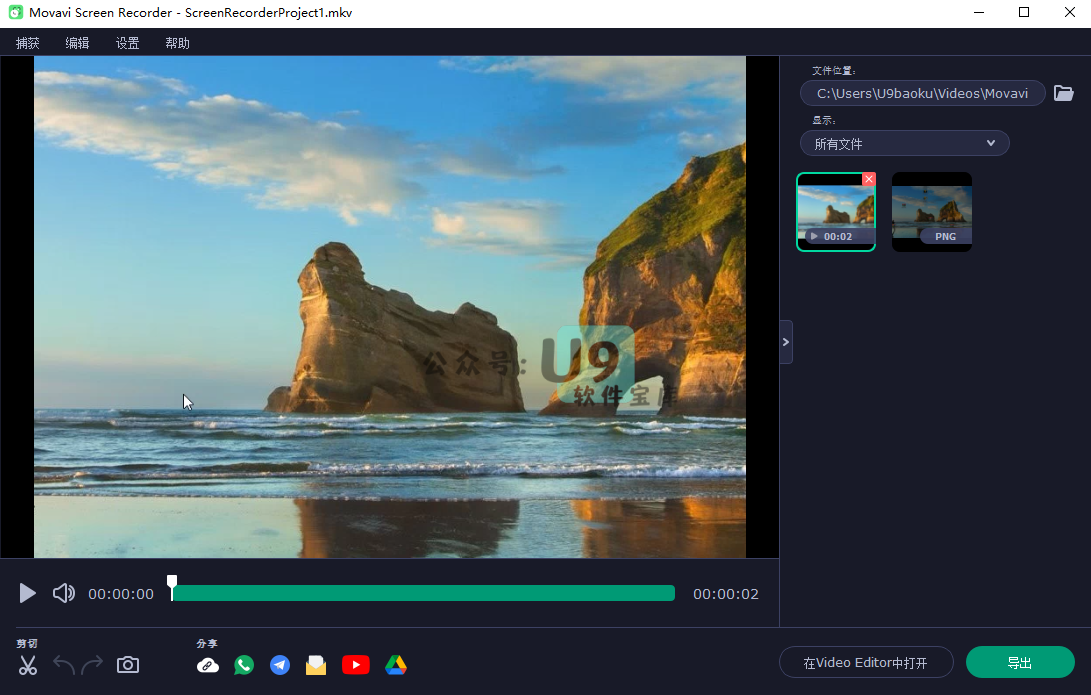 Movavi Screen Recorder - ScreenRecorderProject1.mkv
捕获 编辑 设置 帮助
文件位置:
C:\Users\U9baoku\Videos\Movavi
显示:
所有文件
00:02
PNG
公众号: U9
软件宝库
00:00:00
00:00:02
剪切
分享
在Video Editor中打开
导出